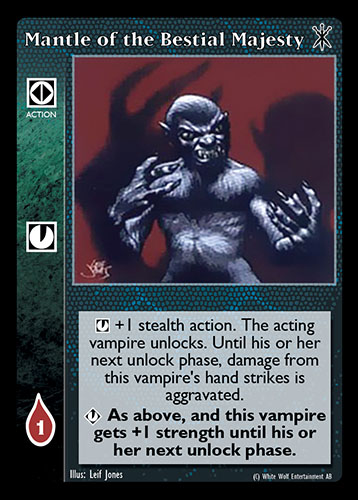 Mantle of the Bestial Majesty
ACTION
+1 stealth action. The acting
vampire unlocks. Until his or her
next unlock phase, damage from
this vampire's hand strikes is
aggravated.
As above, and this vampire
gets +1 strength until his or
her next unlock phase.
1
Illus: Leif Jones
(C) White Wolf Entertainment AB